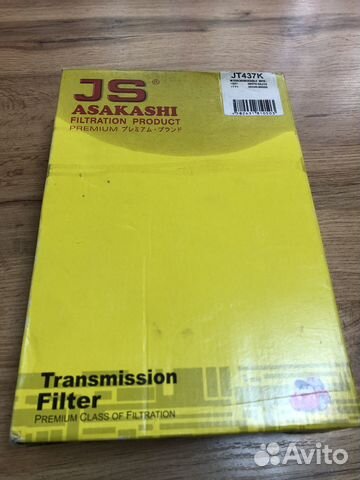 JS®
ASAKASHI
FILTRATION PRODUCT
PREMIUM プレミアム・ブランド
JT437K
Transmission
Filter
PREMIUM CLASS OF FILTRATION
Avito